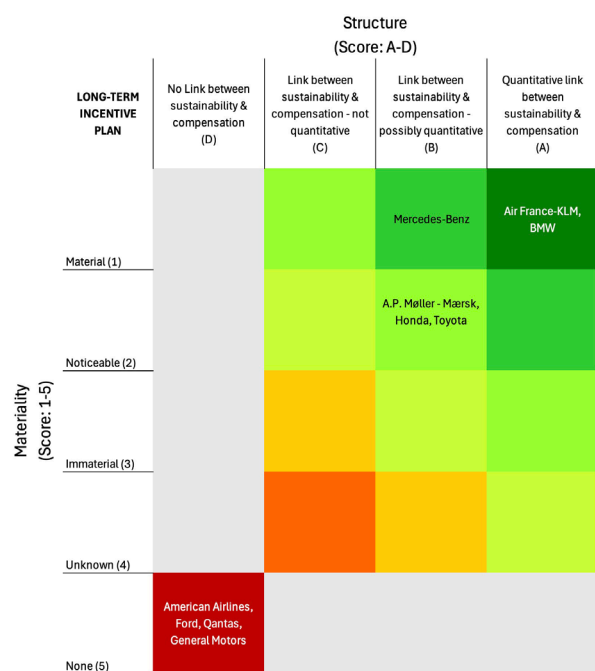 Structure
(Score: A-D)
LONG-TERM
INCENTIVE
PLAN
No Link between
sustainability &
compensation
(D)
Link between
sustainability &
compensation - not
quantitative
(C)
Link between
sustainability &
compensation -
possibly quantitative
(B)
Quantitative link
between
sustainability &
compensation
(A)
Materiality
(Score: 1-5)
Material (1)
Mercedes-Benz
Air France-KLM,
BMW
Noticeable (2)
A.P. Møller - Mærsk,
Honda, Toyota
Immaterial (3)
Unknown (4)
None (5)
American Airlines,
Ford, Qantas,
General Motors